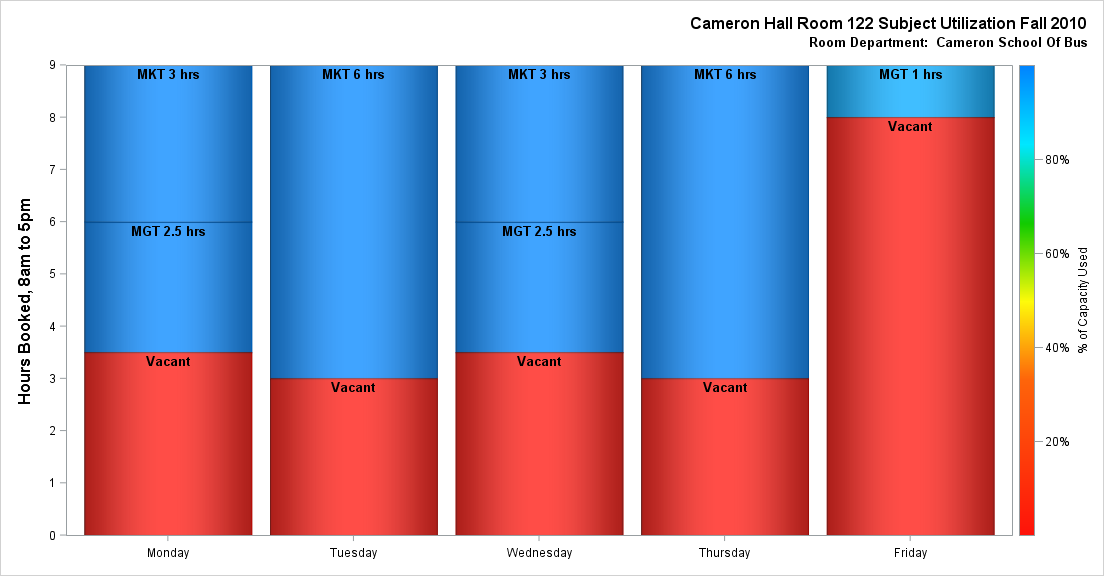 Cameron Hall Room 122 Subject Utilization Fall 2010
Room Department:  Cameron School Of Bus
Hours Booked, 8am to 5pm
9
8
7
6
5
4
3
2
1
0
MKT 3 hrs
MGT 2.5 hrs
Vacant
MKT 6 hrs
Vacant
MKT 3 hrs
MGT 2.5 hrs
Vacant
MKT 6 hrs
Vacant
MGT 1 hrs
Vacant
Monday
Tuesday
Wednesday
Thursday
Friday
80%
60%
40%
20%
% of Capacity Used